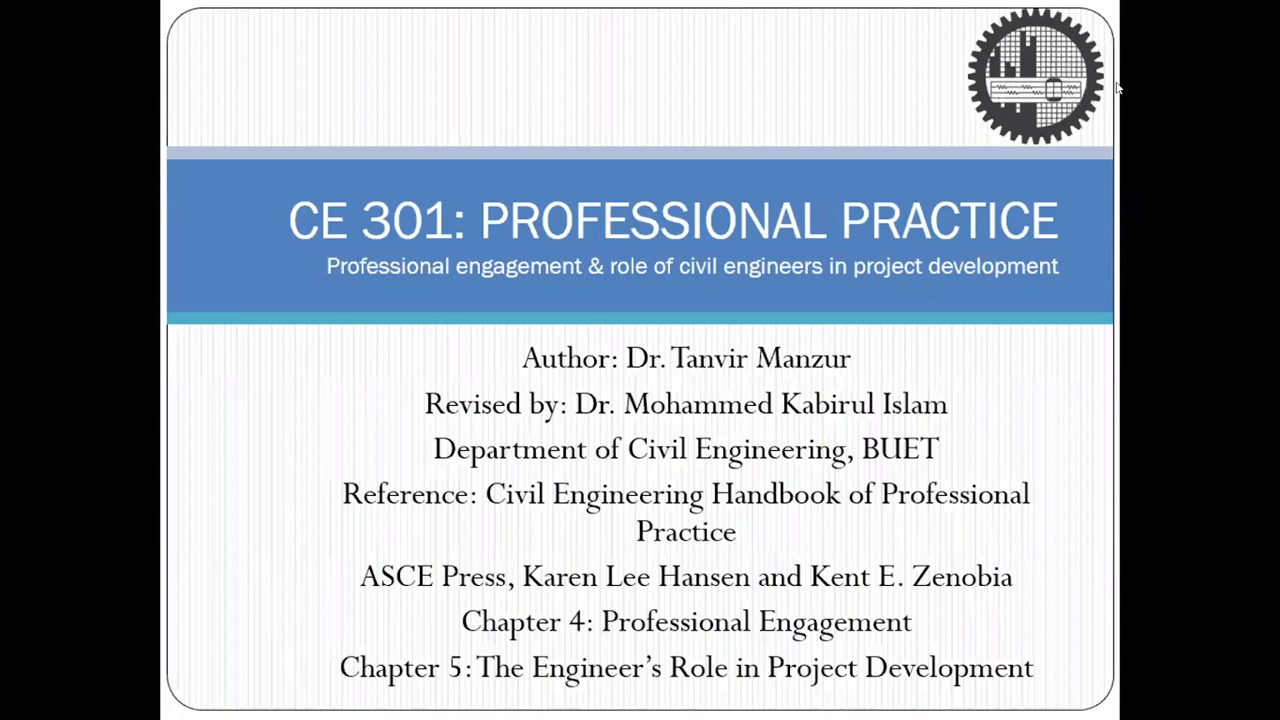 CE 301: PROFESSIONAL PRACTICE
Professional engagement & role of civil engineers in project development
Author: Dr. Tanvir Manzur
Revised by: Dr. Mohammed Kabirul Islam
Department of Civil Engineering, BUET
Reference: Civil Engineering Handbook of Professional
Practice
ASCE Press, Karen Lee Hansen and Kent E. Zenobia
Chapter 4: Professional Engagement
Chapter 5: The Engineer’s Role in Project Development